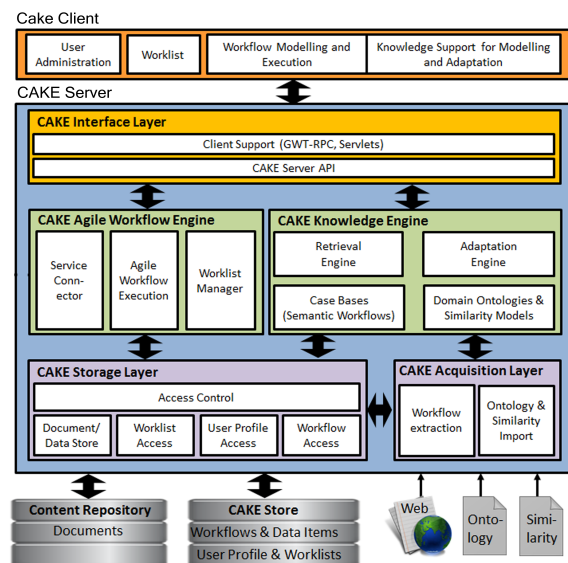 Cake Client
User
Administration
Worklist
Workflow Modelling and
Execution
Knowledge Support for Modelling
and Adaptation
CAKE Server
CAKE Interface Layer
Client Support (GWT-RPC, Servlets)
CAKE Server API
CAKE Agile Workflow Engine
Service
Conn-
ector
Agile
Workflow
Execution
Worklist
Manager
CAKE Knowledge Engine
Retrieval
Engine
Adaptation
Engine
Case Bases
(Semantic Workflows)
Domain Ontologies &
Similarity Models
CAKE Storage Layer
Access Control
Document/
Data Store
Worklist
Access
User Profile
Access
Workflow
Access
CAKE Acquisition Layer
Workflow
extraction
Ontology &
Similarity
Import
Content Repository
Documents
CAKE Store
Workflows & Data Items
User Profile & Worklists
Web
Onto-
logy
Simi-
larity